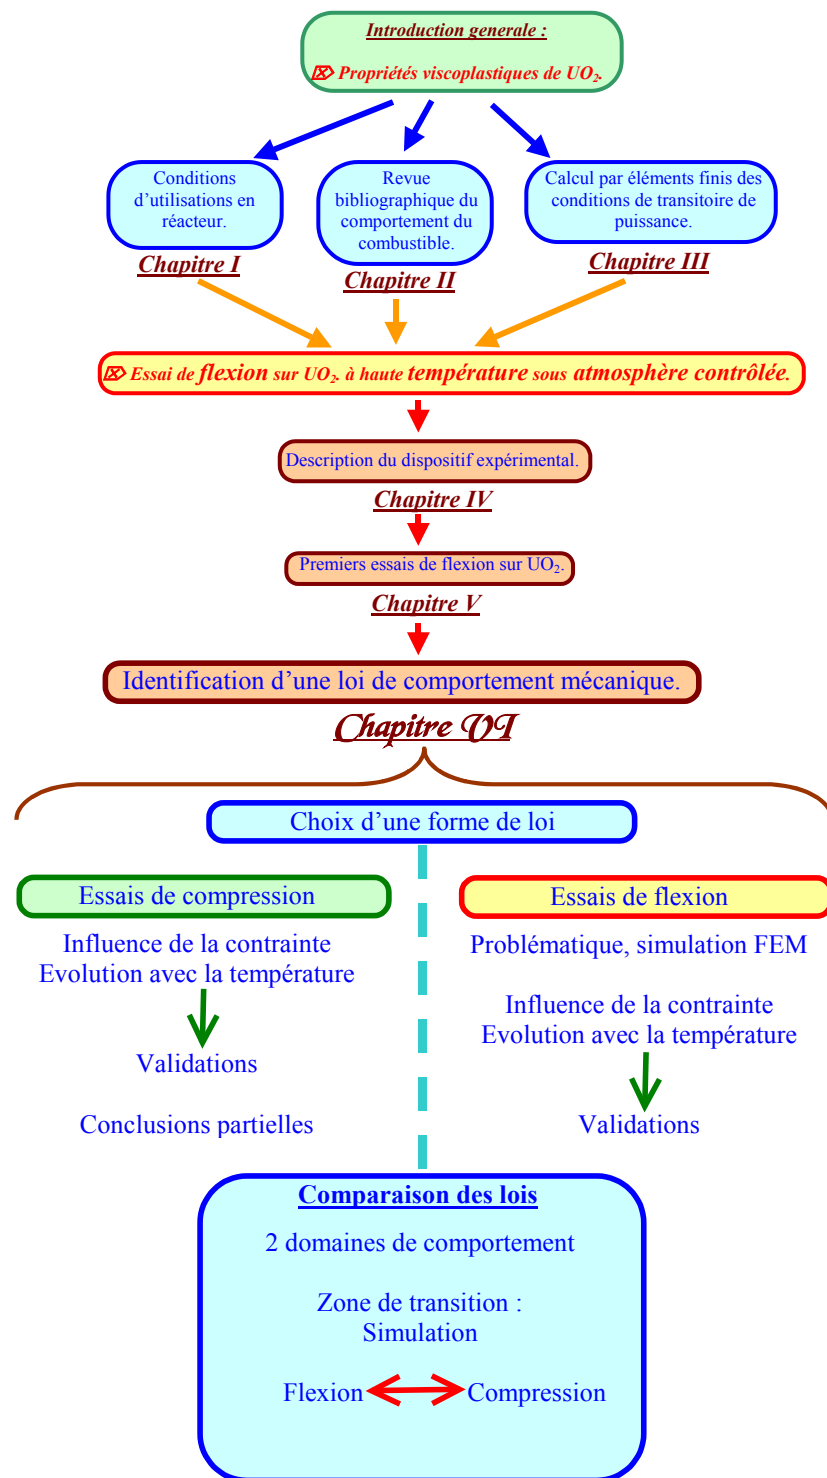 Introduction generale :
⌦ Propriétés viscoplastiques de UO₂.
Conditions
d’utilisations en
réacteur.
Chapitre I
Revue
bibliographique du
comportement du
combustible.
Chapitre II
Calcul par éléments finis des
conditions de transitoire de
puissance.
Chapitre III
⌦ Essai de flexion sur UO₂. à haute température sous atmosphère contrôlée.
Description du dispositif expérimental.
Chapitre IV
Premiers essais de flexion sur UO₂.
Chapitre V
Identification d’une loi de comportement mécanique.
Chapitre VI
Choix d’une forme de loi
Essais de compression
Influence de la contrainte
Evolution avec la température
Validations
Conclusions partielles
Essais de flexion
Problématique, simulation FEM
Influence de la contrainte
Evolution avec la température
Validations
Comparaison des lois
2 domaines de comportement
Zone de transition :
Simulation
Flexion Compression